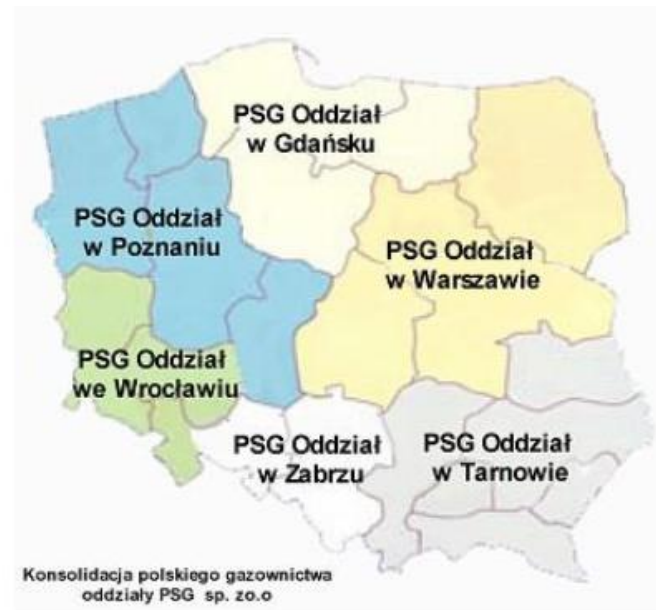 PSG Oddział
w Gdańsku
PSG Oddział
w Poznaniu
PSG Oddział
w Warszawie
PSG Oddział
we Wrocławiu
PSG Oddział
w Zabrzu
PSG Oddział
w Tarnowie
Konsolidacja polskiego gazownictwa
oddziały PSG sp. zo.o